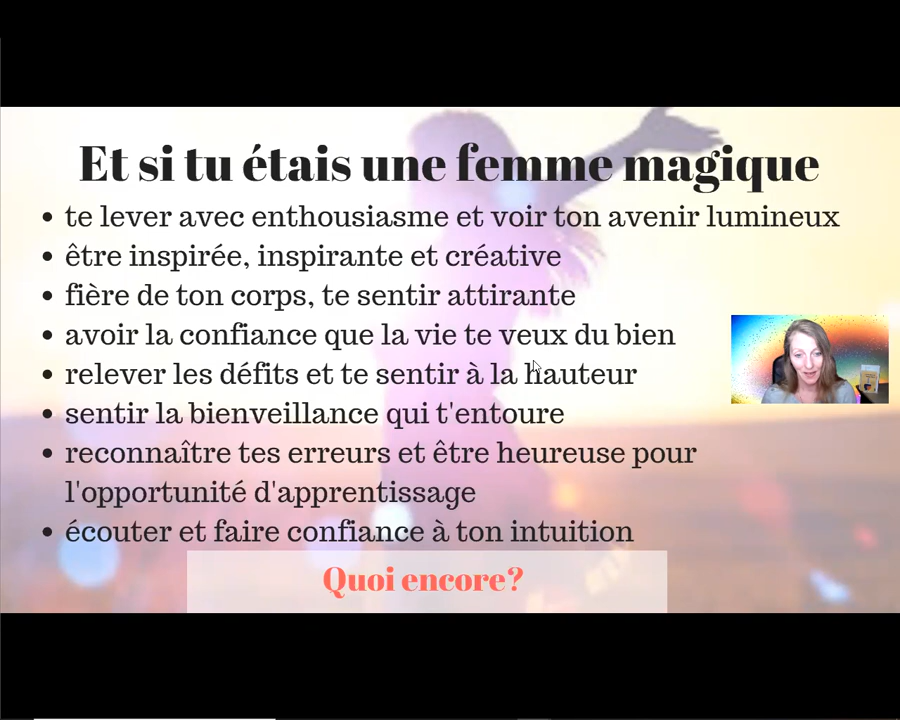 Et si tu étais une femme magique
• te lever avec enthousiasme et voir ton avenir lumineux
• être inspirée, inspirante et créative
• fière de ton corps, te sentir attirante
• avoir la confiance que la vie te veux du bien
• relever les défits et te sentir à la hauteur
• sentir la bienveillance qui t'entoure
• reconnaître tes erreurs et être heureuse pour
l'opportunité d'apprentissage
• écouter et faire confiance à ton intuition
Quoi encore?